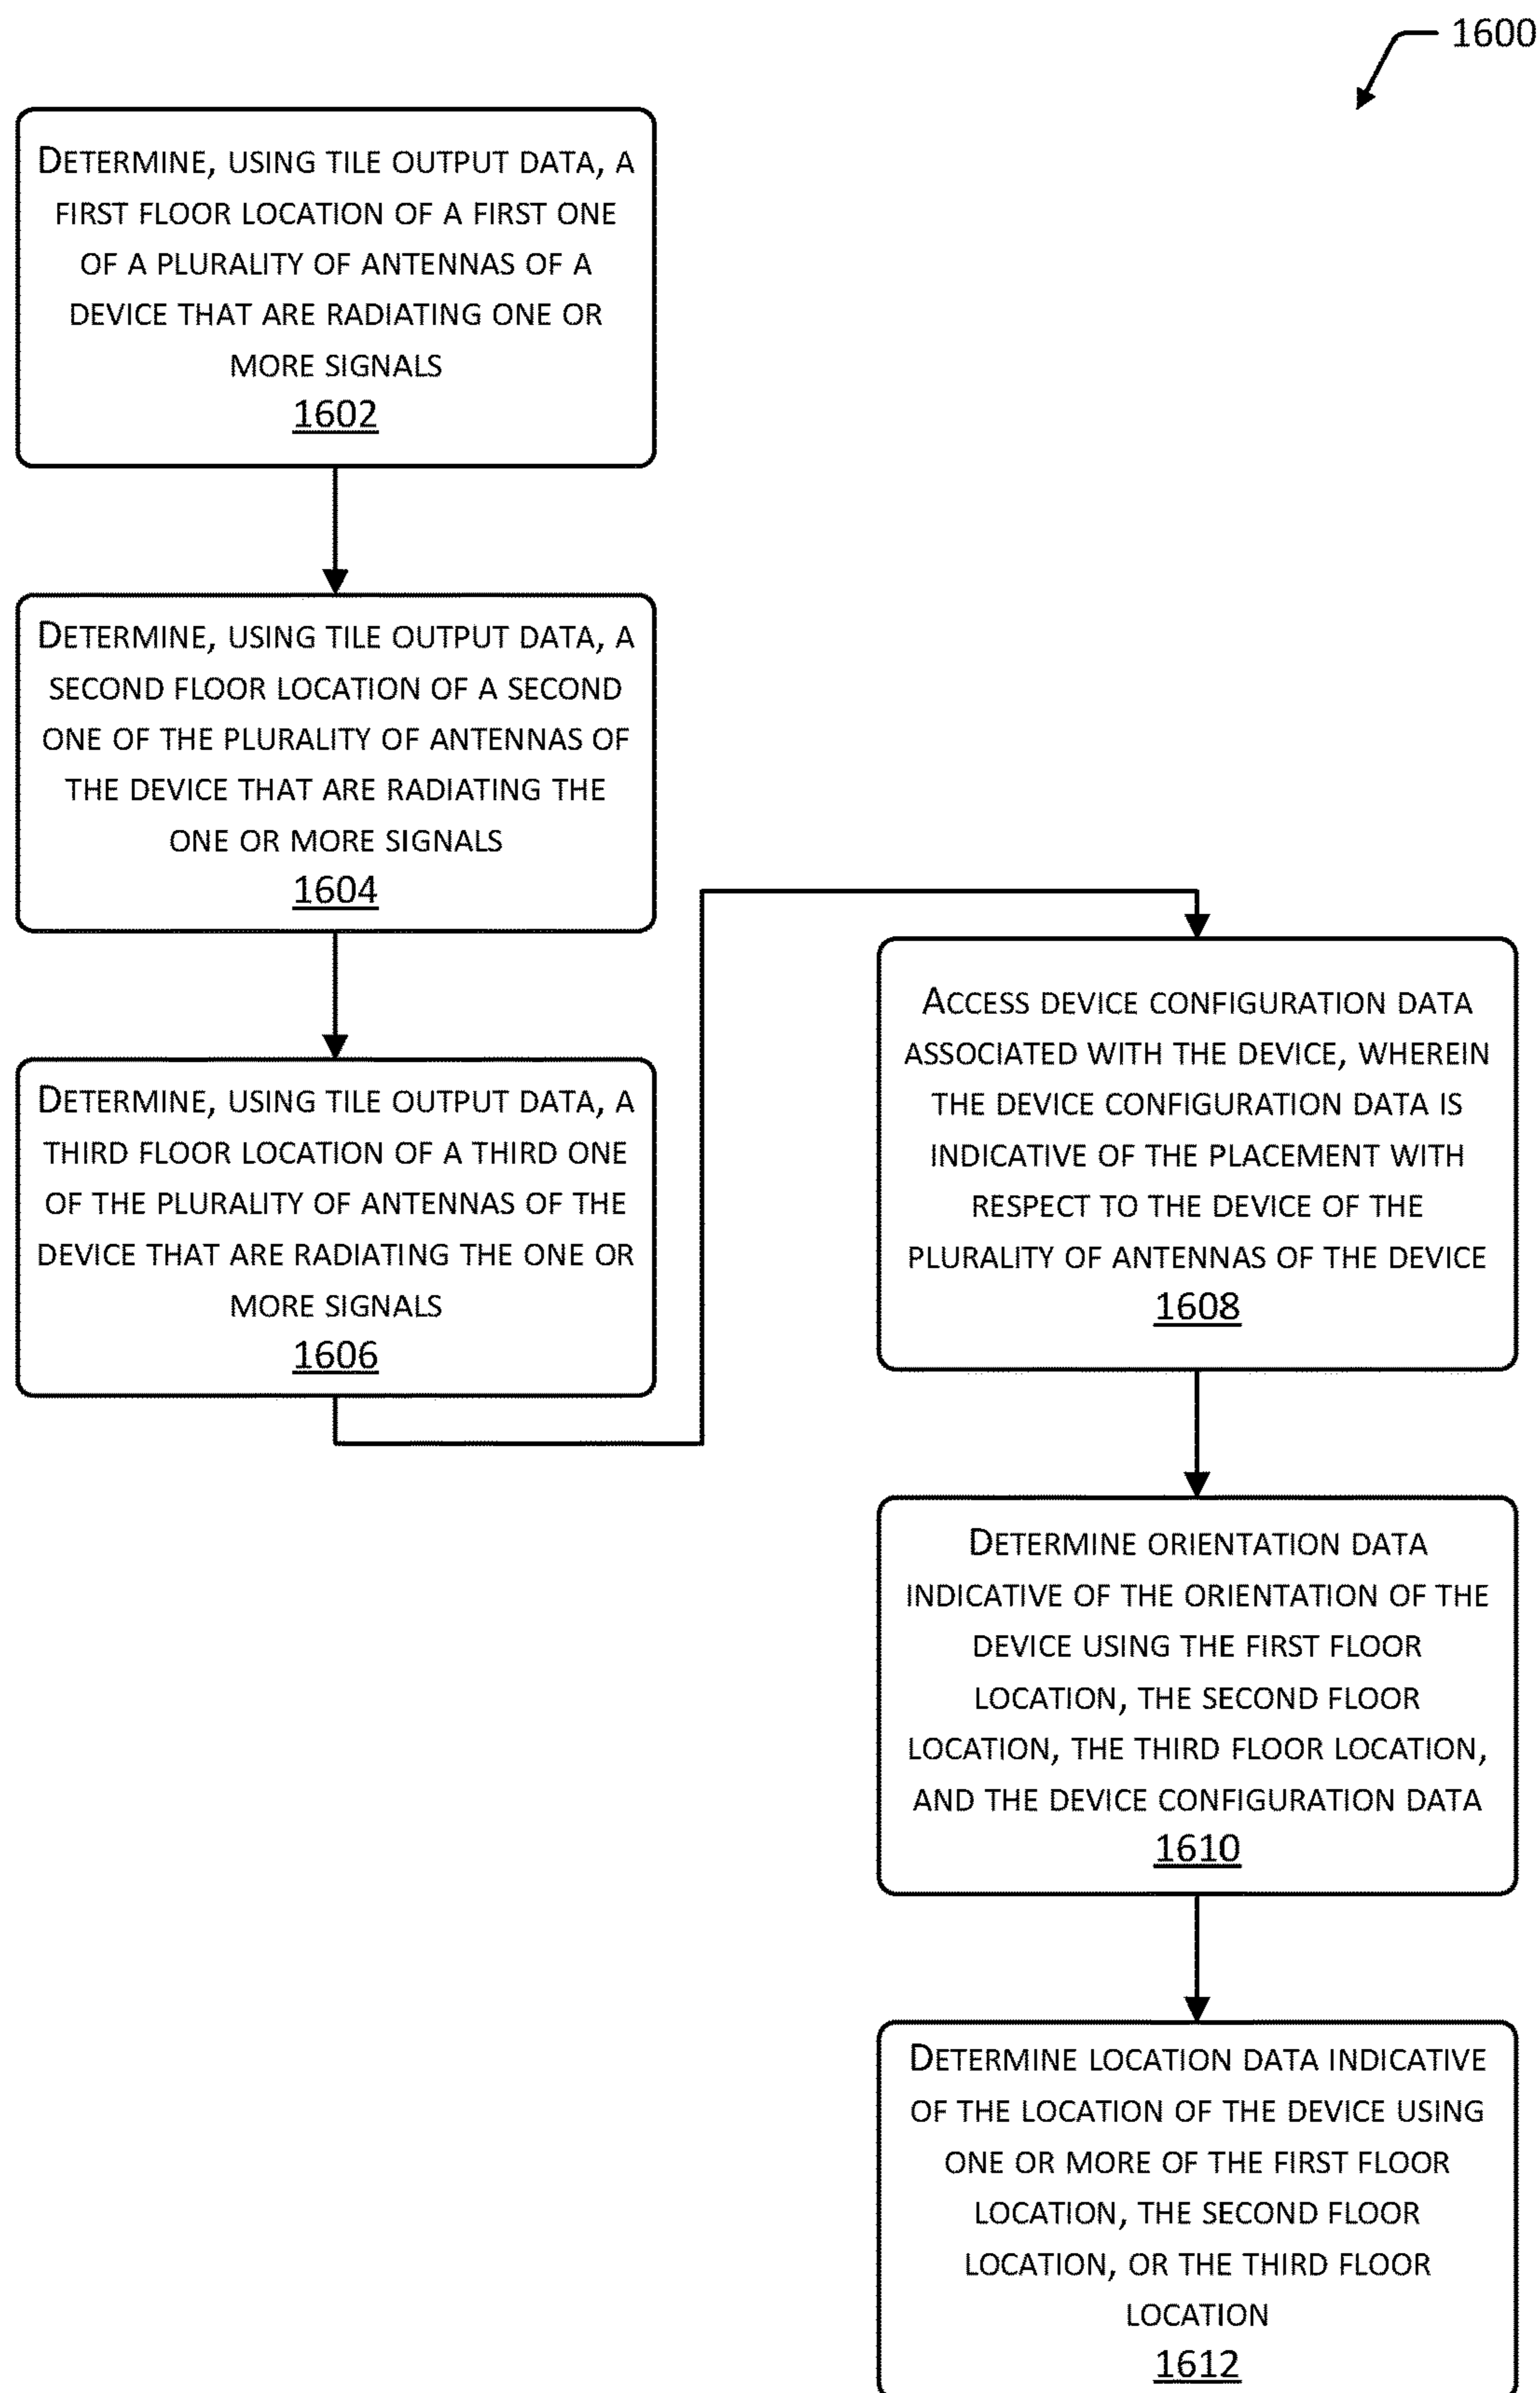 1600
DETERMINE, USING TILE OUTPUT DATA, A
FIRST FLOOR LOCATION OF A FIRST ONE
OF A PLURALITY OF ANTENNAS OF A
DEVICE THAT ARE RADIATING ONE OR
MORE SIGNALS
1602
DETERMINE, USING TILE OUTPUT DATA, A
SECOND FLOOR LOCATION OF A SECOND
ONE OF THE PLURALITY OF ANTENNAS OF
THE DEVICE THAT ARE RADIATING THE
ONE OR MORE SIGNALS
1604
DETERMINE, USING TILE OUTPUT DATA, A
THIRD FLOOR LOCATION OF A THIRD ONE
OF THE PLURALITY OF ANTENNAS OF THE
DEVICE THAT ARE RADIATING THE ONE OR
MORE SIGNALS
1606
ACCESS DEVICE CONFIGURATION DATA
ASSOCIATED WITH THE DEVICE, WHEREIN
THE DEVICE CONFIGURATION DATA IS
INDICATIVE OF THE PLACEMENT WITH
RESPECT TO THE DEVICE OF THE
PLURALITY OF ANTENNAS OF THE DEVICE
1608
DETERMINE ORIENTATION DATA
INDICATIVE OF THE ORIENTATION OF THE
DEVICE USING THE FIRST FLOOR
LOCATION, THE SECOND FLOOR
LOCATION, THE THIRD FLOOR LOCATION,
AND THE DEVICE CONFIGURATION DATA
1610
DETERMINE LOCATION DATA INDICATIVE
OF THE LOCATION OF THE DEVICE USING
ONE OR MORE OF THE FIRST FLOOR
LOCATION, THE SECOND FLOOR
LOCATION, OR THE THIRD FLOOR
LOCATION
1612